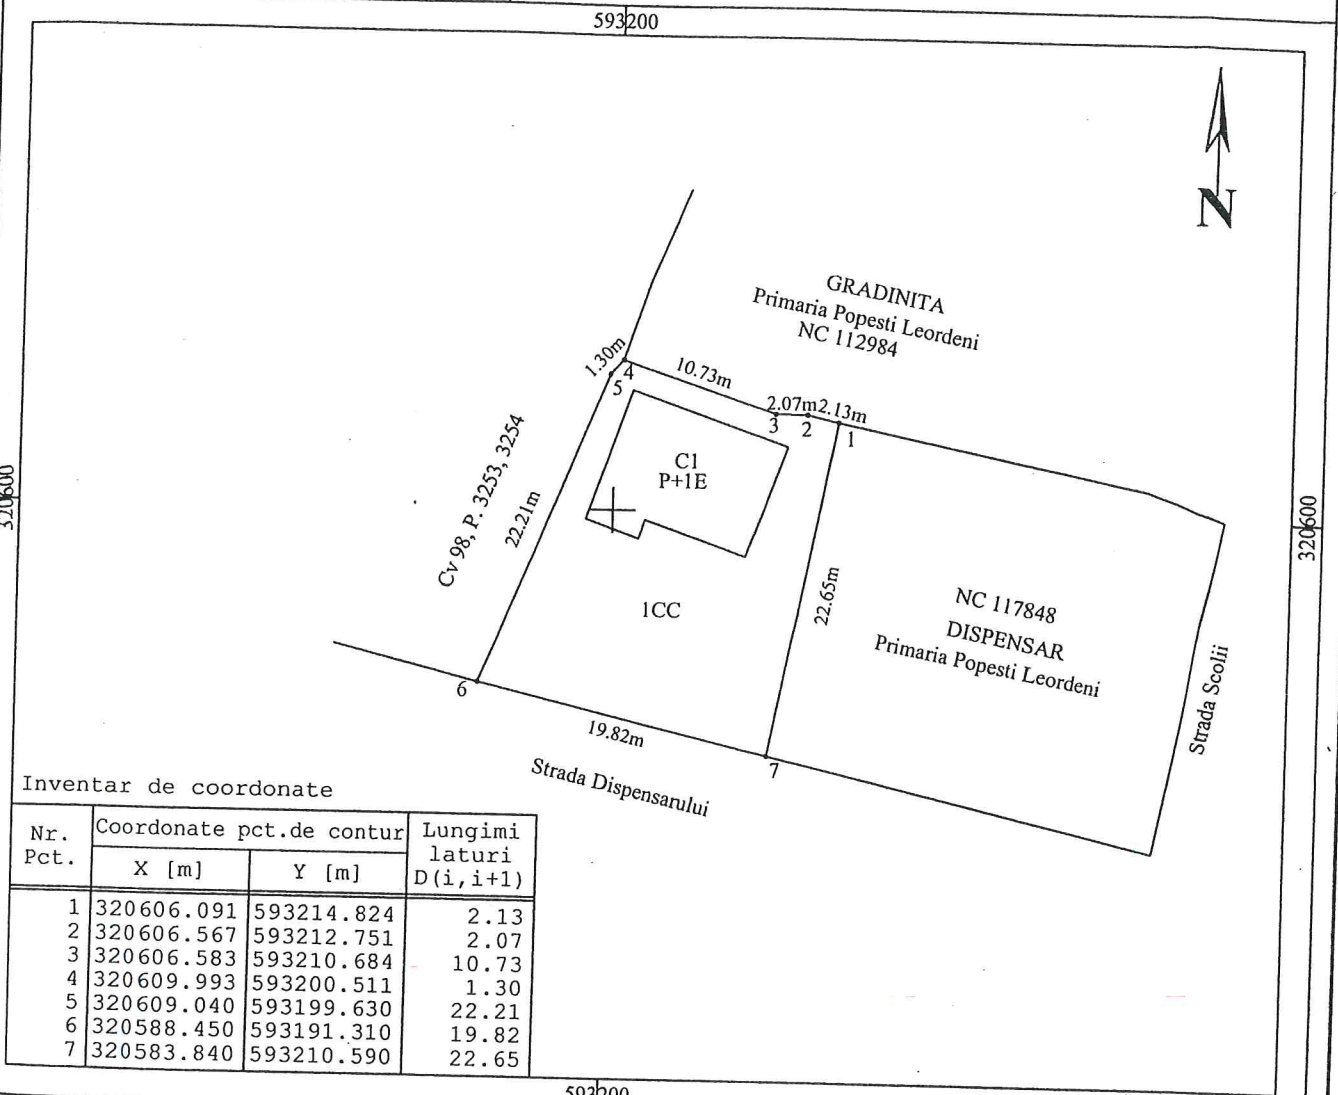 593200
N
GRADINITA
Primaria Popesti Leordeni
NC 112984
1.30m
4
10.73m
5
2.07m
2.13m
3
2
1
Cv 98, P. 3253, 3254
22.21m
C1
P+1E
320600
320600
22.65m
1CC
NC 117848
DISPENSAR
Primaria Popesti Leordeni
Strada Scolii
6
19.82m
7
Strada Dispensarului
Inventar de coordonate
Nr. Pct. | Coordonate pct.de contur | Lungimi laturi D(i,i+1)
X [m] | Y [m]
1 320606.091 593214.824 2.13
2 320606.567 593212.751 2.07
3 320606.583 593210.684 10.73
4 320609.993 593200.511 1.30
5 320609.040 593199.630 22.21
6 320588.450 593191.310 19.82
7 320583.840 593210.590 22.65
593200